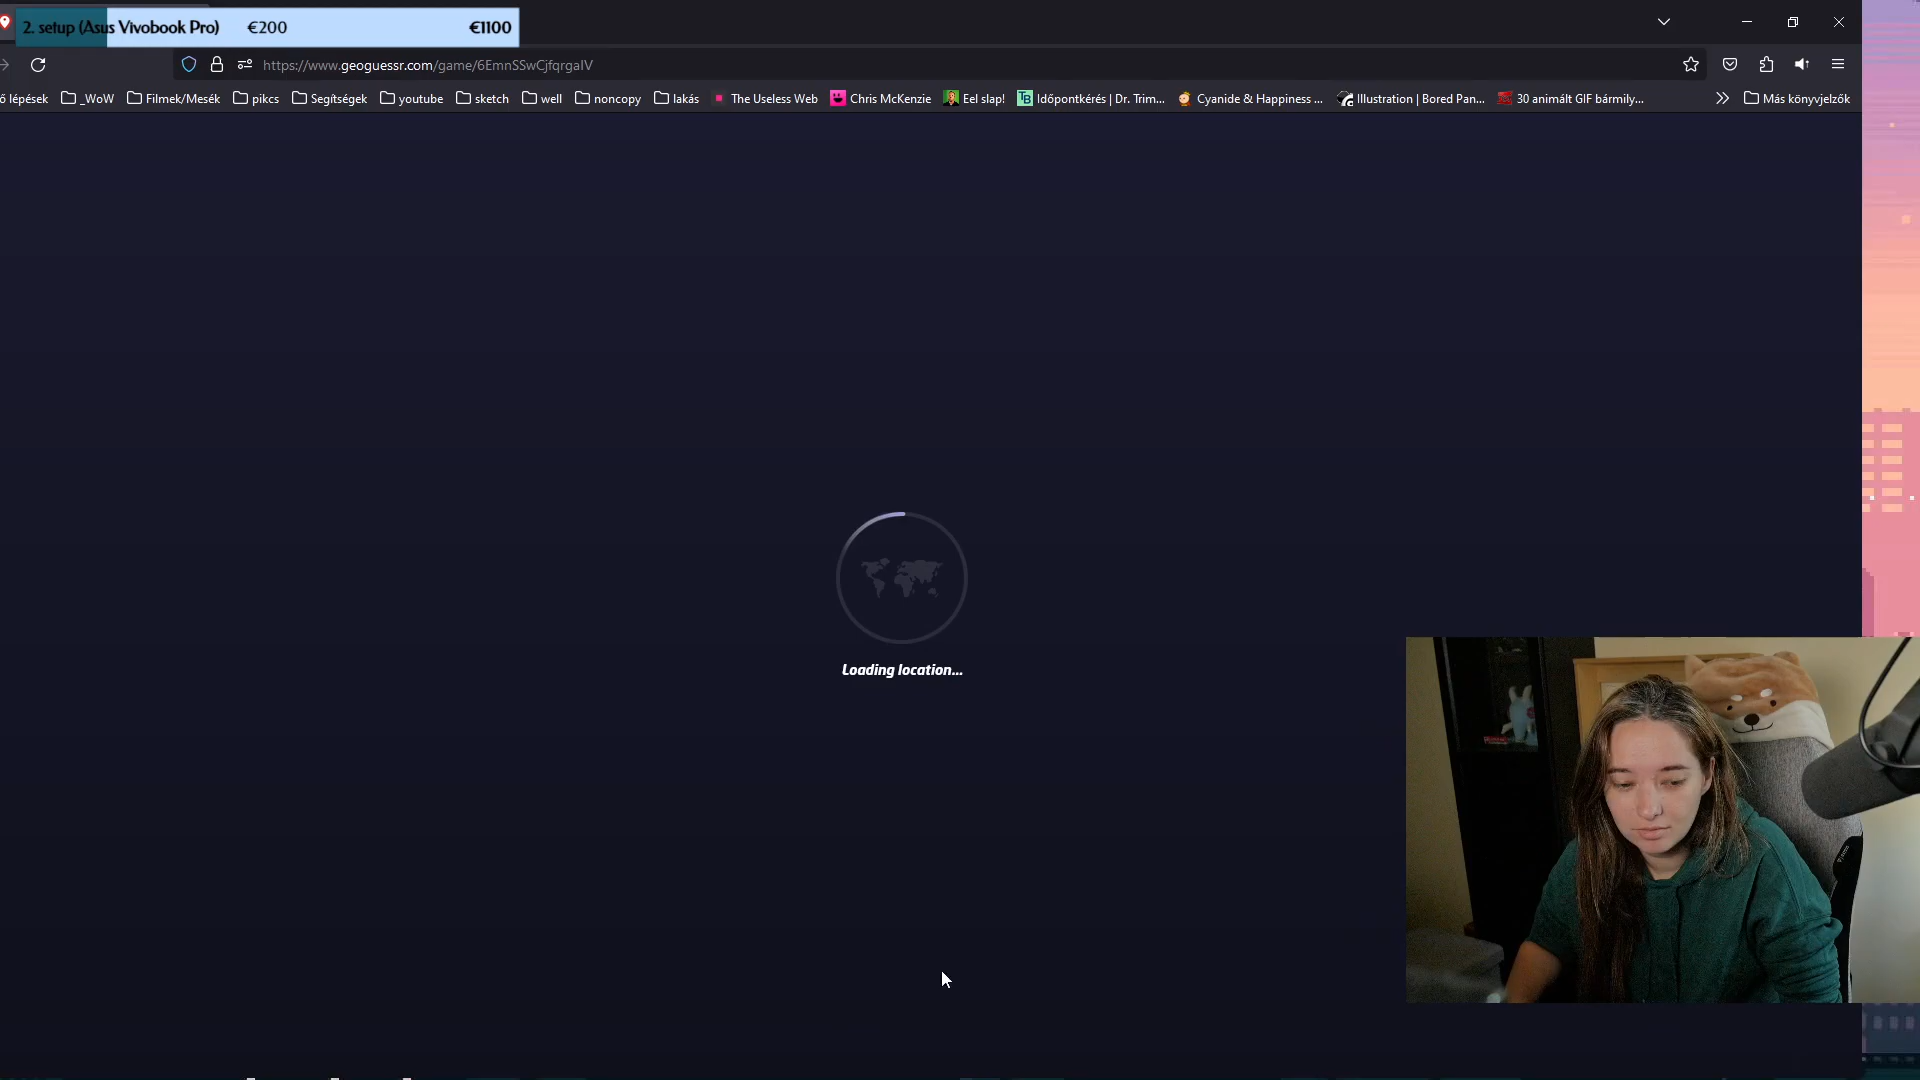 2. setup (Asus Vivobook Pro) €200 €1100
https://www.geoguessr.com/game/6EmnSSwCjfqrgaIV
ő lépések _WoW Filmek/Mesék pikcs Segítségek youtube sketch well noncopy lakás The Useless Web Chris McKenzie Eel slap! TB Időpontkérés | Dr. Trim... Cyanide & Happiness ... Illustration | Bored Pan... 30 animált GIF bármily... Más könyvjelzők
Loading location...